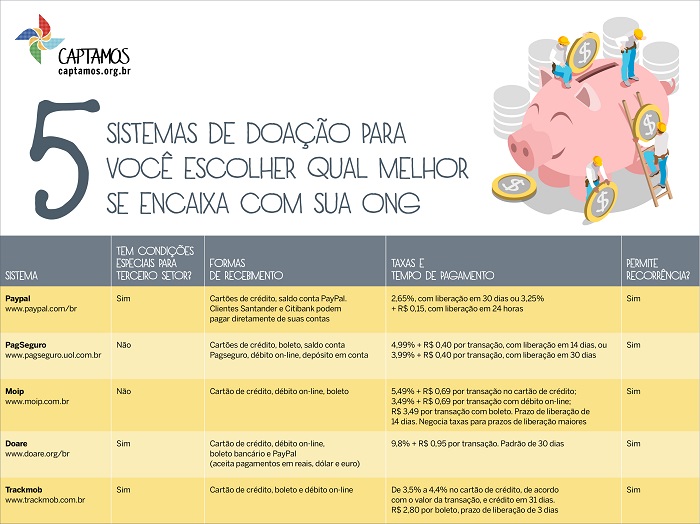 CAPTAMOS
captamos.org.br
5
SISTEMAS DE DOAÇÃO PARA
VOCÊ ESCOLHER QUAL MELHOR
SE ENCAIXA COM SUA ONG
SISTEMA
TEM CONDIÇÕES
ESPECIAIS PARA
TERCEIRO SETOR?
FORMAS
DE RECEBIMENTO
TAXAS E
TEMPO DE PAGAMENTO
PERMITE
RECORRÊNCIA?
Paypal
www.paypal.com/br
Sim
Cartões de crédito, saldo conta PayPal.
Clientes Santander e Citibank podem
pagar diretamente de suas contas
2,65%, com liberação em 30 dias ou 3,25%
+ R$ 0,15, com liberação em 24 horas
Sim
PagSeguro
www.pagseguro.uol.com.br
Não
Cartões de crédito, boleto, saldo conta
Pagseguro, débito on-line, depósito em conta
4,99% + R$ 0,40 por transação, com liberação em 14 dias, ou
3,99% + R$ 0,40 por transação, com liberação em 30 dias
Sim
Moip
www.moip.com.br
Não
Cartão de crédito, débito on-line, boleto
5,49% + R$ 0,69 por transação no cartão de crédito;
3,49% + R$ 0,69 por transação com débito on-line;
R$ 3,49 por transação com boleto. Prazo de liberação de
14 dias. Negocia taxas para prazos de liberação maiores
Sim
Doare
www.doare.org/br
Sim
Cartão de crédito, débito on-line,
boleto bancário e PayPal
(aceita pagamentos em reais, dólar e euro)
9,8% + R$ 0,95 por transação. Padrão de 30 dias
Sim
Trackmob
www.trackmob.com.br
Sim
Cartão de crédito, boleto e débito on-line
De 3,5% a 4,4% no cartão de crédito, de acordo
com o valor da transação, e crédito em 31 dias.
R$ 2,80 por boleto, prazo de liberação de 3 dias
Sim